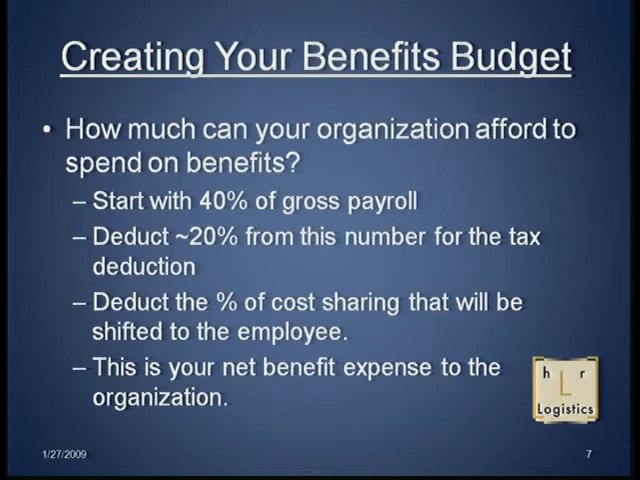 Creating Your Benefits Budget
• How much can your organization afford to
spend on benefits?
– Start with 40% of gross payroll
– Deduct ~20% from this number for the tax
deduction
– Deduct the % of cost sharing that will be
shifted to the employee.
– This is your net benefit expense to the
organization.
h L r
Logistics
1/27/2009
7